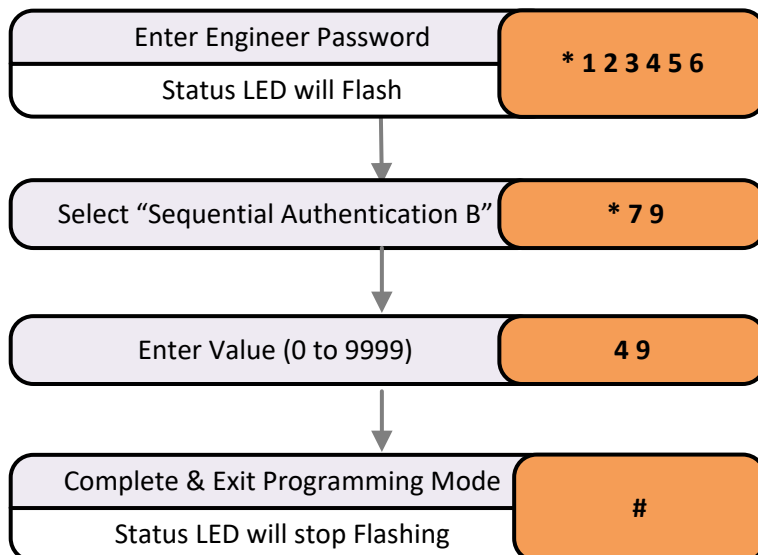 Enter Engineer Password
* 1 2 3 4 5 6
Status LED will Flash
Select “Sequential Authentication B”
* 7 9
Enter Value (0 to 9999)
4 9
Complete & Exit Programming Mode
#
Status LED will stop Flashing